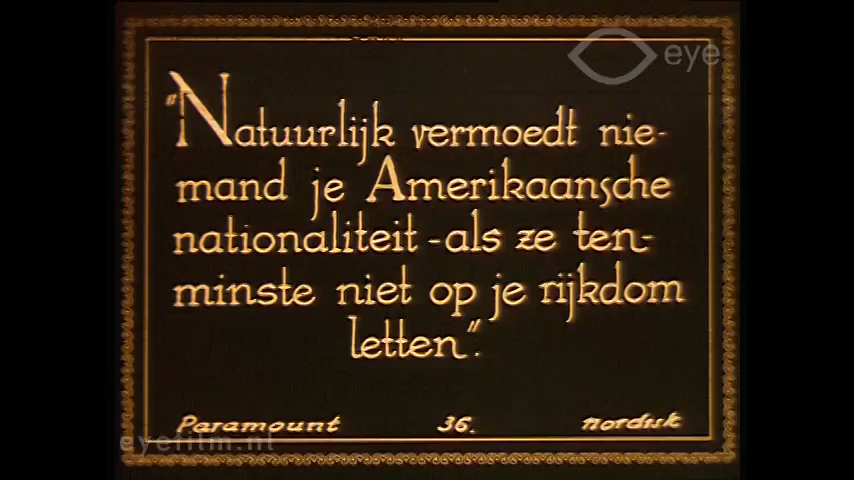 eye
"Natuurlijk vermoedt nie-
mand je Amerikaansche
nationaliteit - als ze ten-
minste niet op je rijkdom
letten".
Paramount 36. nordisk
eyefilm.nl